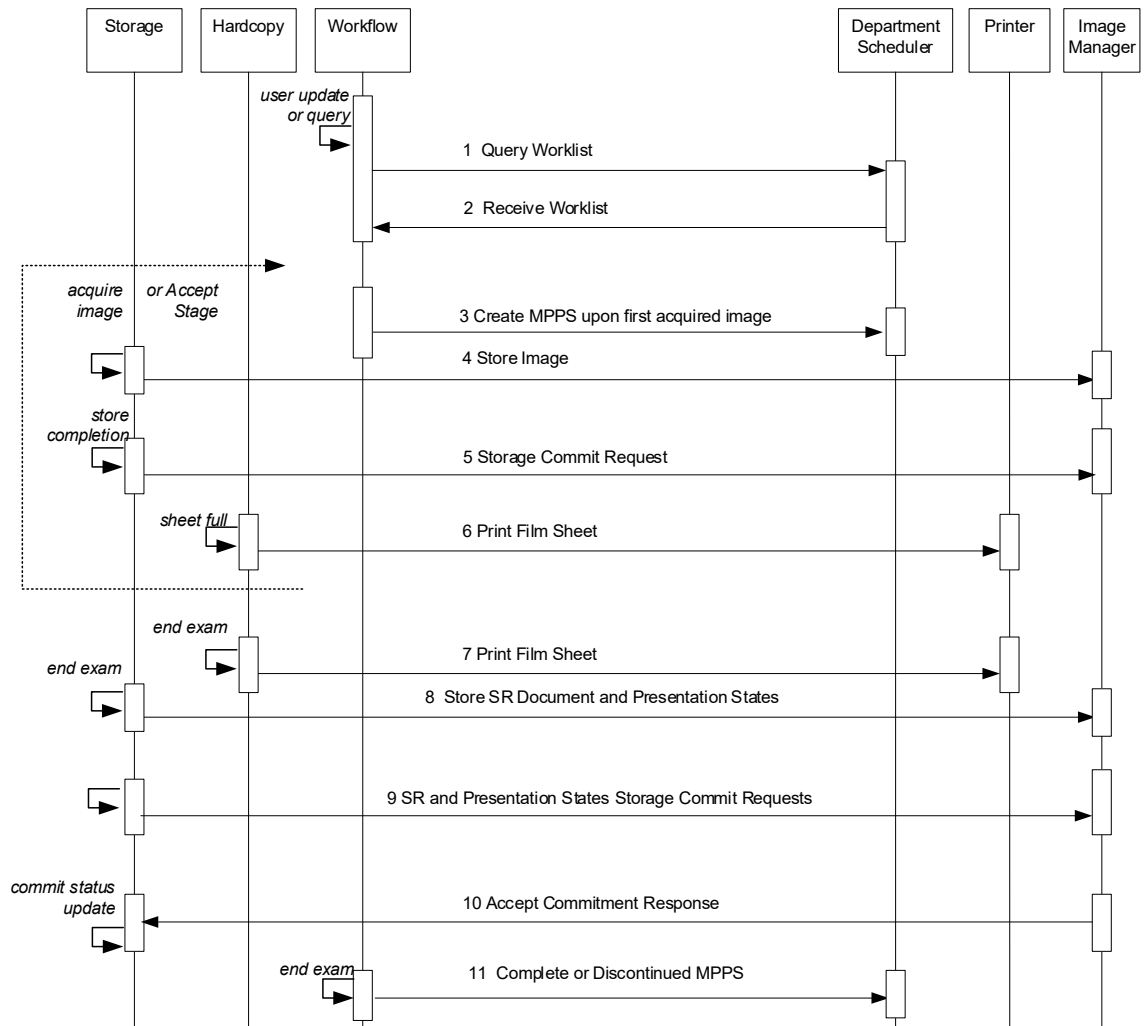 Storage
Hardcopy
Workflow
Department
Scheduler
Printer
Image
Manager
user update
or query
1 Query Worklist
2 Receive Worklist
acquire
image
or Accept
Stage
3 Create MPPS upon first acquired image
4 Store Image
store
completion
5 Storage Commit Request
sheet full
6 Print Film Sheet
end exam
7 Print Film Sheet
end exam
8 Store SR Document and Presentation States
9 SR and Presentation States Storage Commit Requests
commit status
update
10 Accept Commitment Response
end exam
11 Complete or Discontinued MPPS